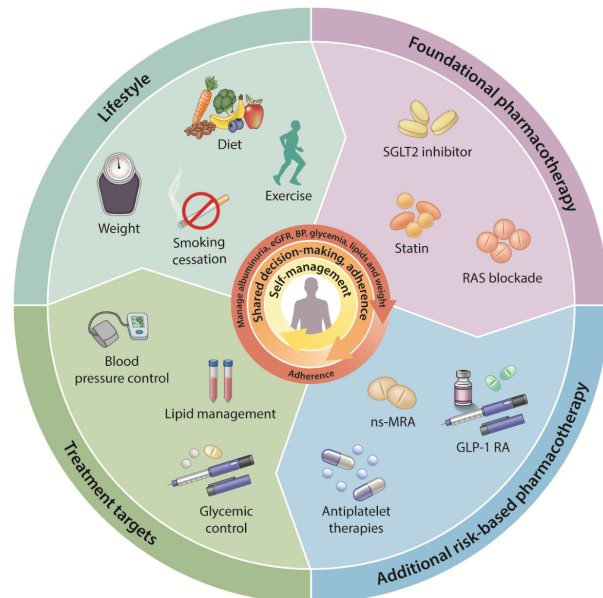 Lifestyle
Diet
Exercise
Weight
Smoking
cessation
Foundational pharmacotherapy
SGLT2 inhibitor
Statin
RAS blockade
Manage albuminuria, eGFR, BP, glycemia, lipids and weight
Shared decision-making, adherence
Self-management
Adherence
Treatment targets
Blood
pressure control
Lipid management
Glycemic
control
Additional risk-based pharmacotherapy
ns-MRA
GLP-1 RA
Antiplatelet
therapies